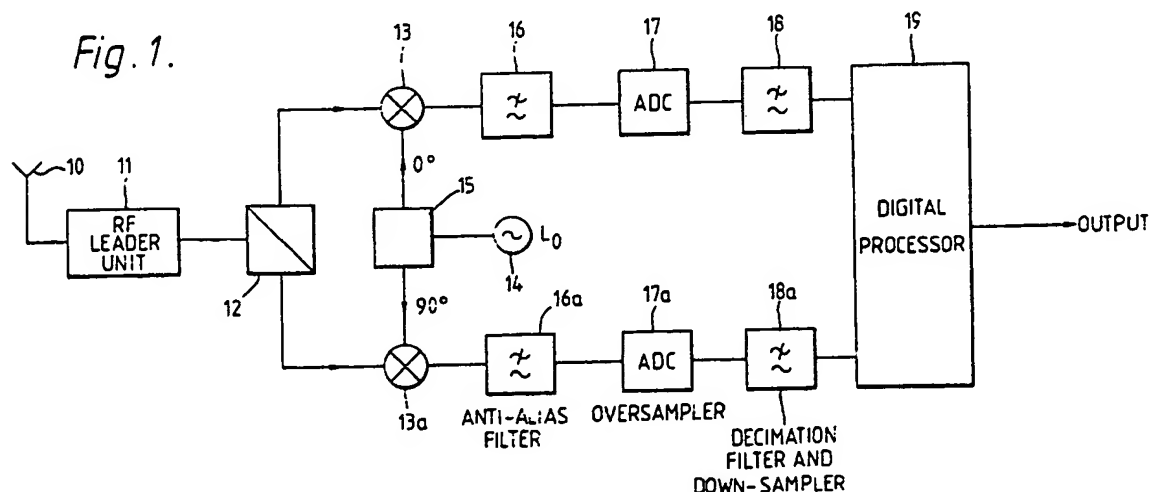 Fig. 1.
13
16
17
18
19
10
11
RF
LEADER
UNIT
12
0°
15
L0
14
90°
ADC
DIGITAL
PROCESSOR
OUTPUT
13a
16a
17a
18a
ADC
ANTI-ALIAS
FILTER
OVERSAMPLER
DECIMATION
FILTER AND
DOWN-SAMPLER